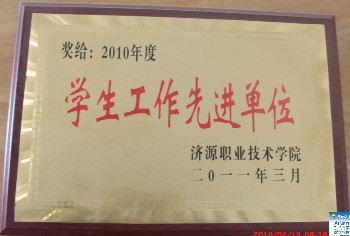 奖给：2010年度
学生工作先进单位
济源职业技术学院
二〇一一年三月